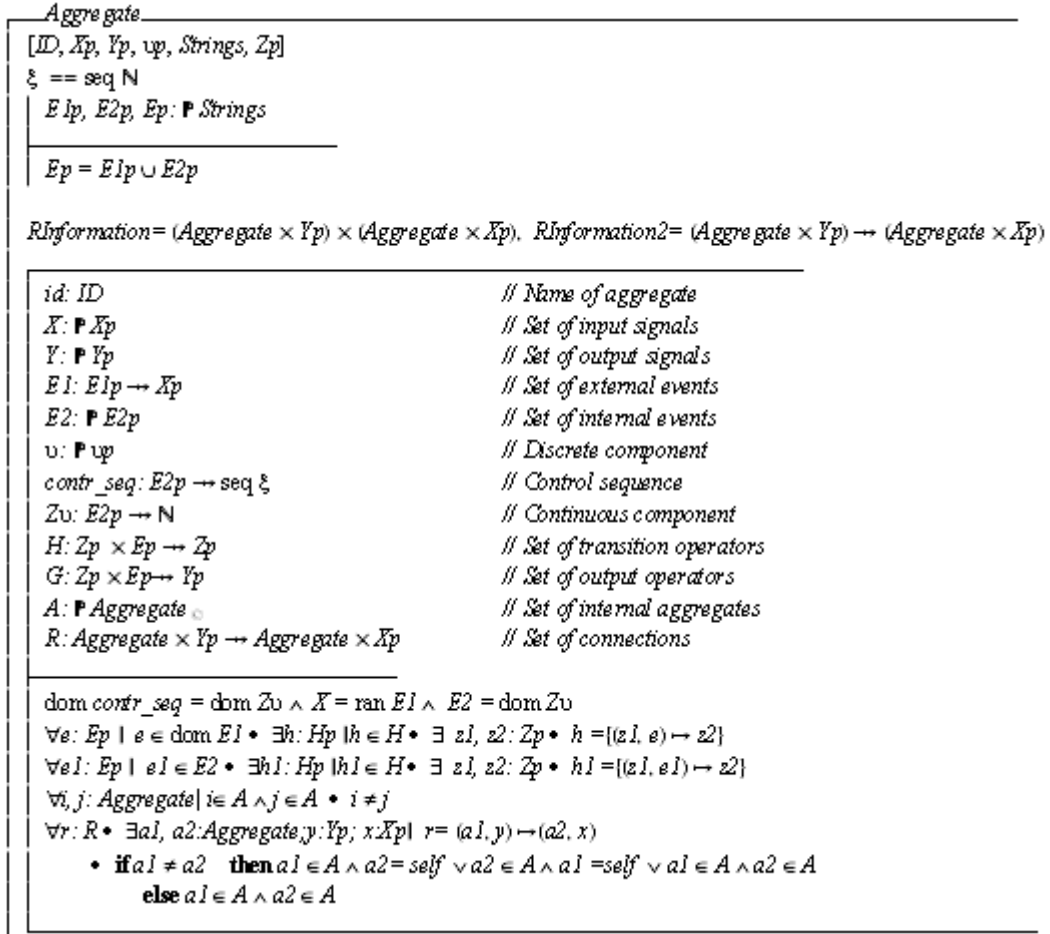 Aggregate
[ID, Xp, Yp, υp, Strings, Zp]
ξ == seq ℕ
E1p, E2p, Ep: ℙ Strings
Ep = E1p ∪ E2p
RInformation= (Aggregate × Yp) × (Aggregate × Xp), RInformation2= (Aggregate × Yp) ⇸ (Aggregate × Xp)
id: ID // Name of aggregate
X: ℙ Xp // Set of input signals
Y: ℙ Yp // Set of output signals
E1: E1p ⇸ Xp // Set of external events
E2: ℙ E2p // Set of internal events
υ: ℙ υp // Discrete component
contr_seq: E2p ⇸ seq ξ // Control sequence
Zυ: E2p ⇸ ℕ // Continuous component
H: Zp × Ep ⇸ Zp // Set of transition operators
G: Zp × Ep ⇸ Yp // Set of output operators
A: ℙ Aggregate // Set of internal aggregates
R: Aggregate × Yp ⇸ Aggregate × Xp // Set of connections
dom contr_seq = dom Zυ ∧ X = ran E1 ∧ E2 = dom Zυ
∀e: Ep | e ∈ dom E1 • ∃h: Hp |h ∈ H • ∃ z1, z2: Zp • h ={(z1, e) ↦ z2}
∀e1: Ep | e1 ∈ E2 • ∃h1: Hp |h1 ∈ H • ∃ z1, z2: Zp • h1 ={(z1, e1) ↦ z2}
∀i, j: Aggregate| i∈ A ∧ j ∈ A • i ≠ j
∀r: R • ∃a1, a2:Aggregate;y:Yp; x:Xp| r= (a1, y) ↦(a2, x)
• if a1 ≠ a2 then a1 ∈ A ∧ a2= self ∨ a2 ∈ A ∧ a1 =self ∨ a1 ∈ A ∧ a2 ∈ A
else a1 ∈ A ∧ a2 ∈ A